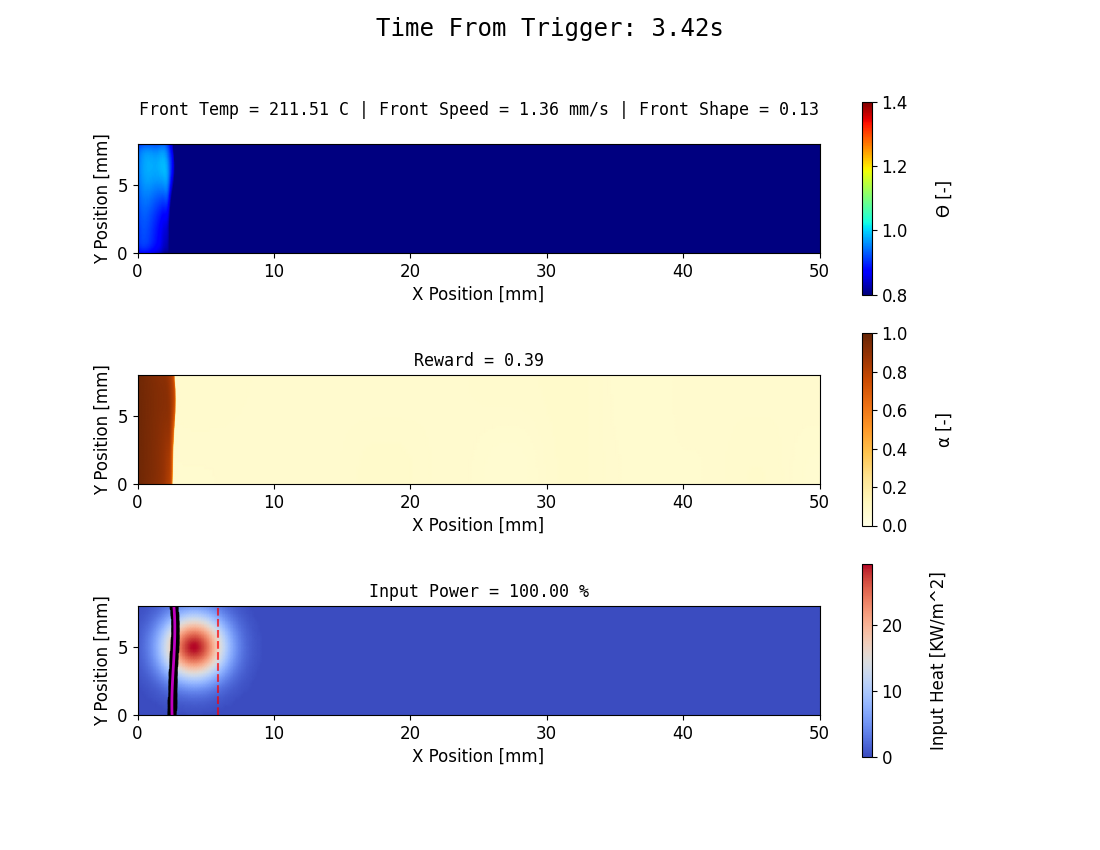 Time From Trigger: 3.42s
Front Temp = 211.51 C | Front Speed = 1.36 mm/s | Front Shape = 0.13
Y Position [mm]
5
0
0 10 20 30 40 50
X Position [mm]
1.4
1.2
1.0
0.8
Θ [-]
Reward = 0.39
Y Position [mm]
5
0
0 10 20 30 40 50
X Position [mm]
1.0
0.8
0.6
0.4
0.2
0.0
α [-]
Input Power = 100.00 %
Y Position [mm]
5
0
0 10 20 30 40 50
X Position [mm]
20
10
0
Input Heat [KW/m^2]